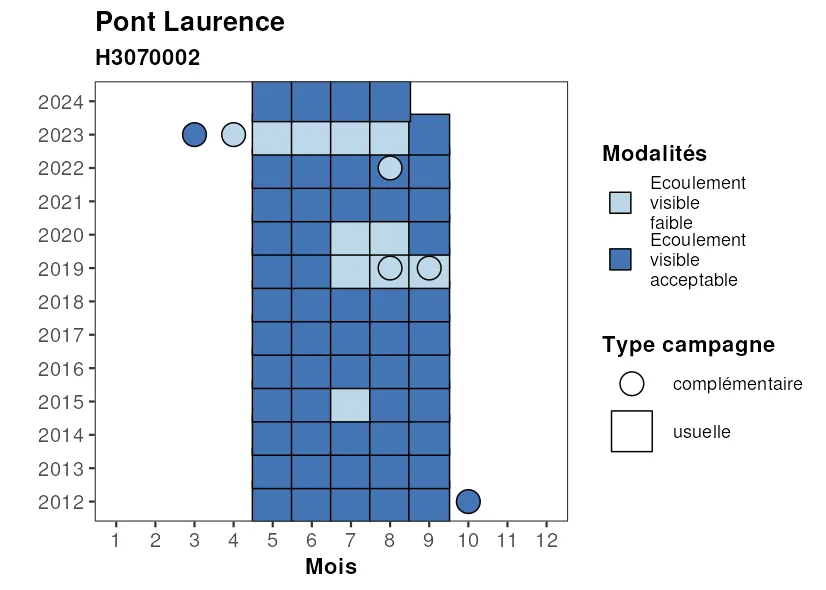 Pont Laurence
H3070002
2024
2023
2022
2021
2020
2019
2018
2017
2016
2015
2014
2013
2012
1 2 3 4 5 6 7 8 9 10 11 12
Mois
Modalités
Ecoulement
visible
faible
Ecoulement
visible
acceptable
Type campagne
complémentaire
usuelle